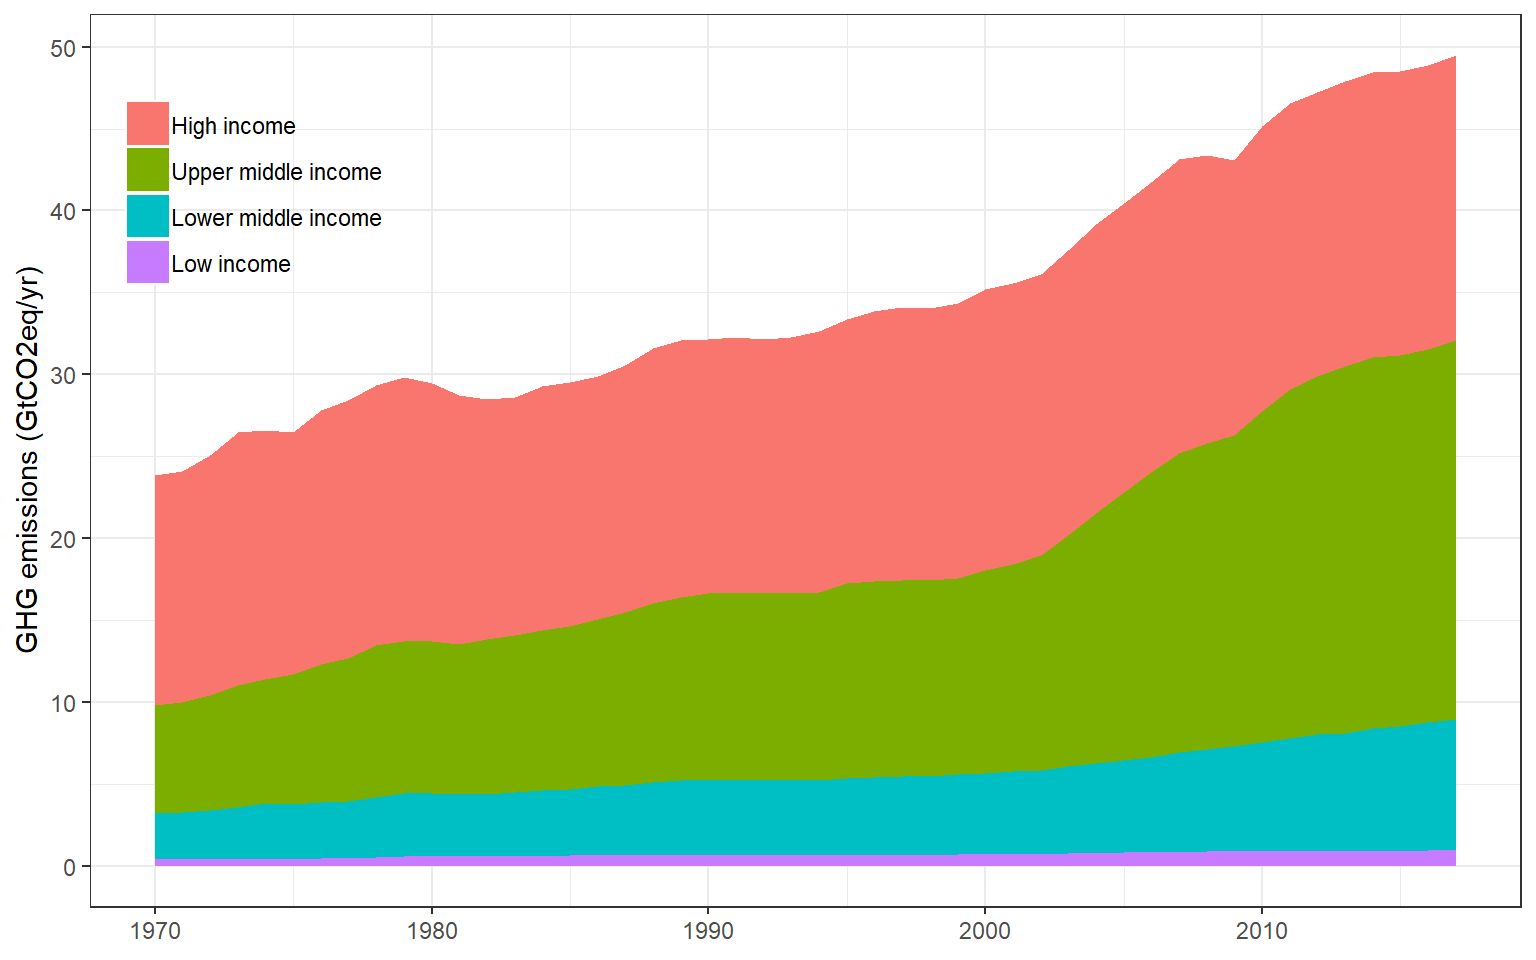 GHG emissions (GtCO2eq/yr)
50
40
30
20
10
0
High income
Upper middle income
Lower middle income
Low income
1970
1980
1990
2000
2010